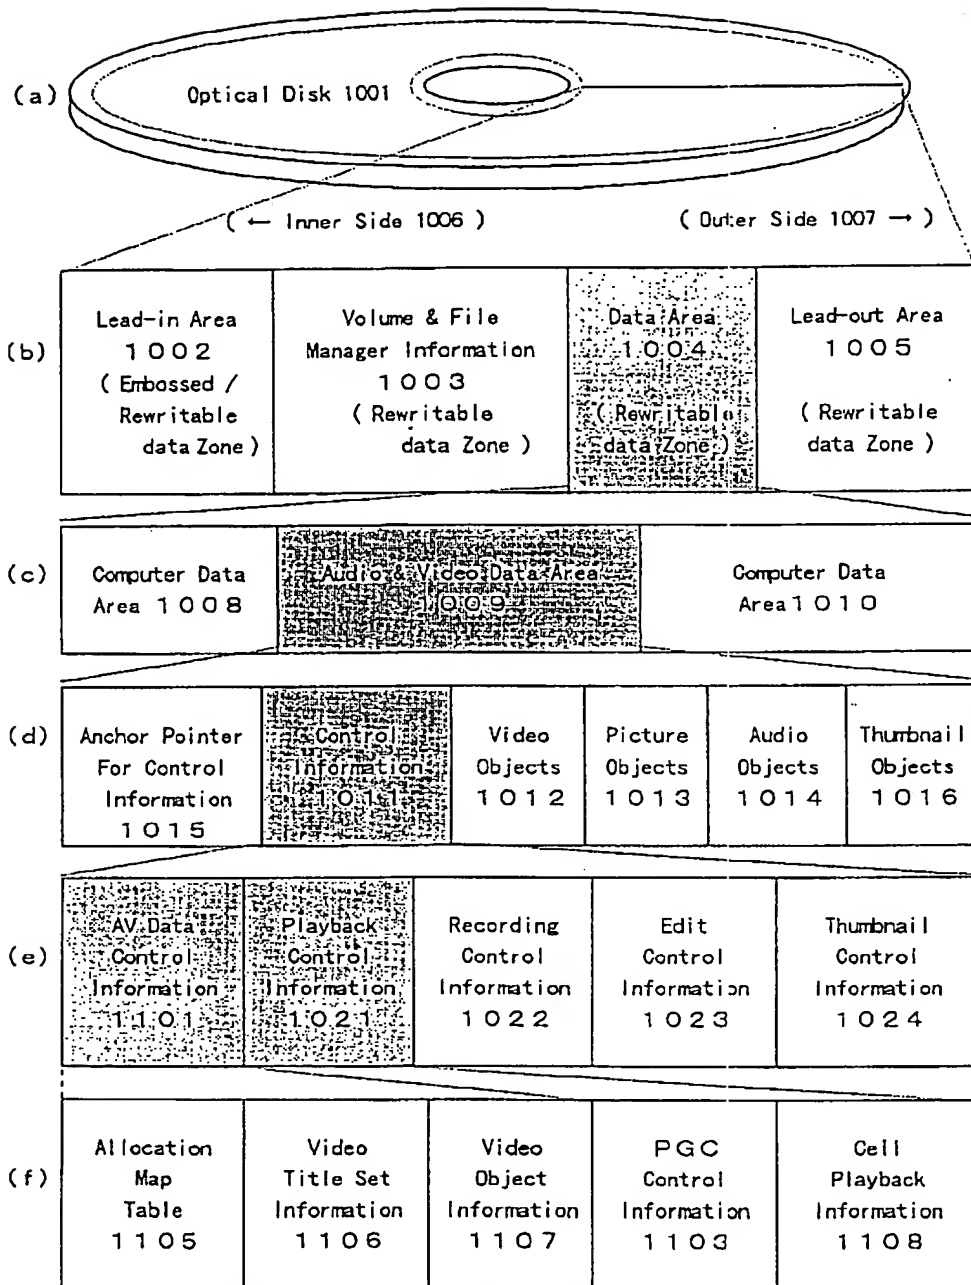 (a)
Optical Disk 1001
( ← Inner Side 1006 )
( Outer Side 1007 → )
(b)
Lead-in Area
1002
( Embossed /
Rewritable
data Zone )
Volume & File
Manager Information
1003
( Rewritable
data Zone )
Data Area
1004
( Rewritable
data Zone )
Lead-out Area
1005
( Rewritable
data Zone )
(c)
Computer Data
Area 1008
Audio & Video Data Area
1009
Computer Data
Area 1010
(d)
Anchor Pointer
For Control
Information
1015
Control
Information
1011
Video
Objects
1012
Picture
Objects
1013
Audio
Objects
1014
Thumbnail
Objects
1016
(e)
AV Data
Control
Information
1101
Playback
Control
Information
1021
Recording
Control
Information
1022
Edit
Control
Information
1023
Thumbnail
Control
Information
1024
(f)
Allocation
Map
Table
1105
Video
Title Set
Information
1106
Video
Object
Information
1107
PGC
Control
Information
1103
Cell
Playback
Information
1108